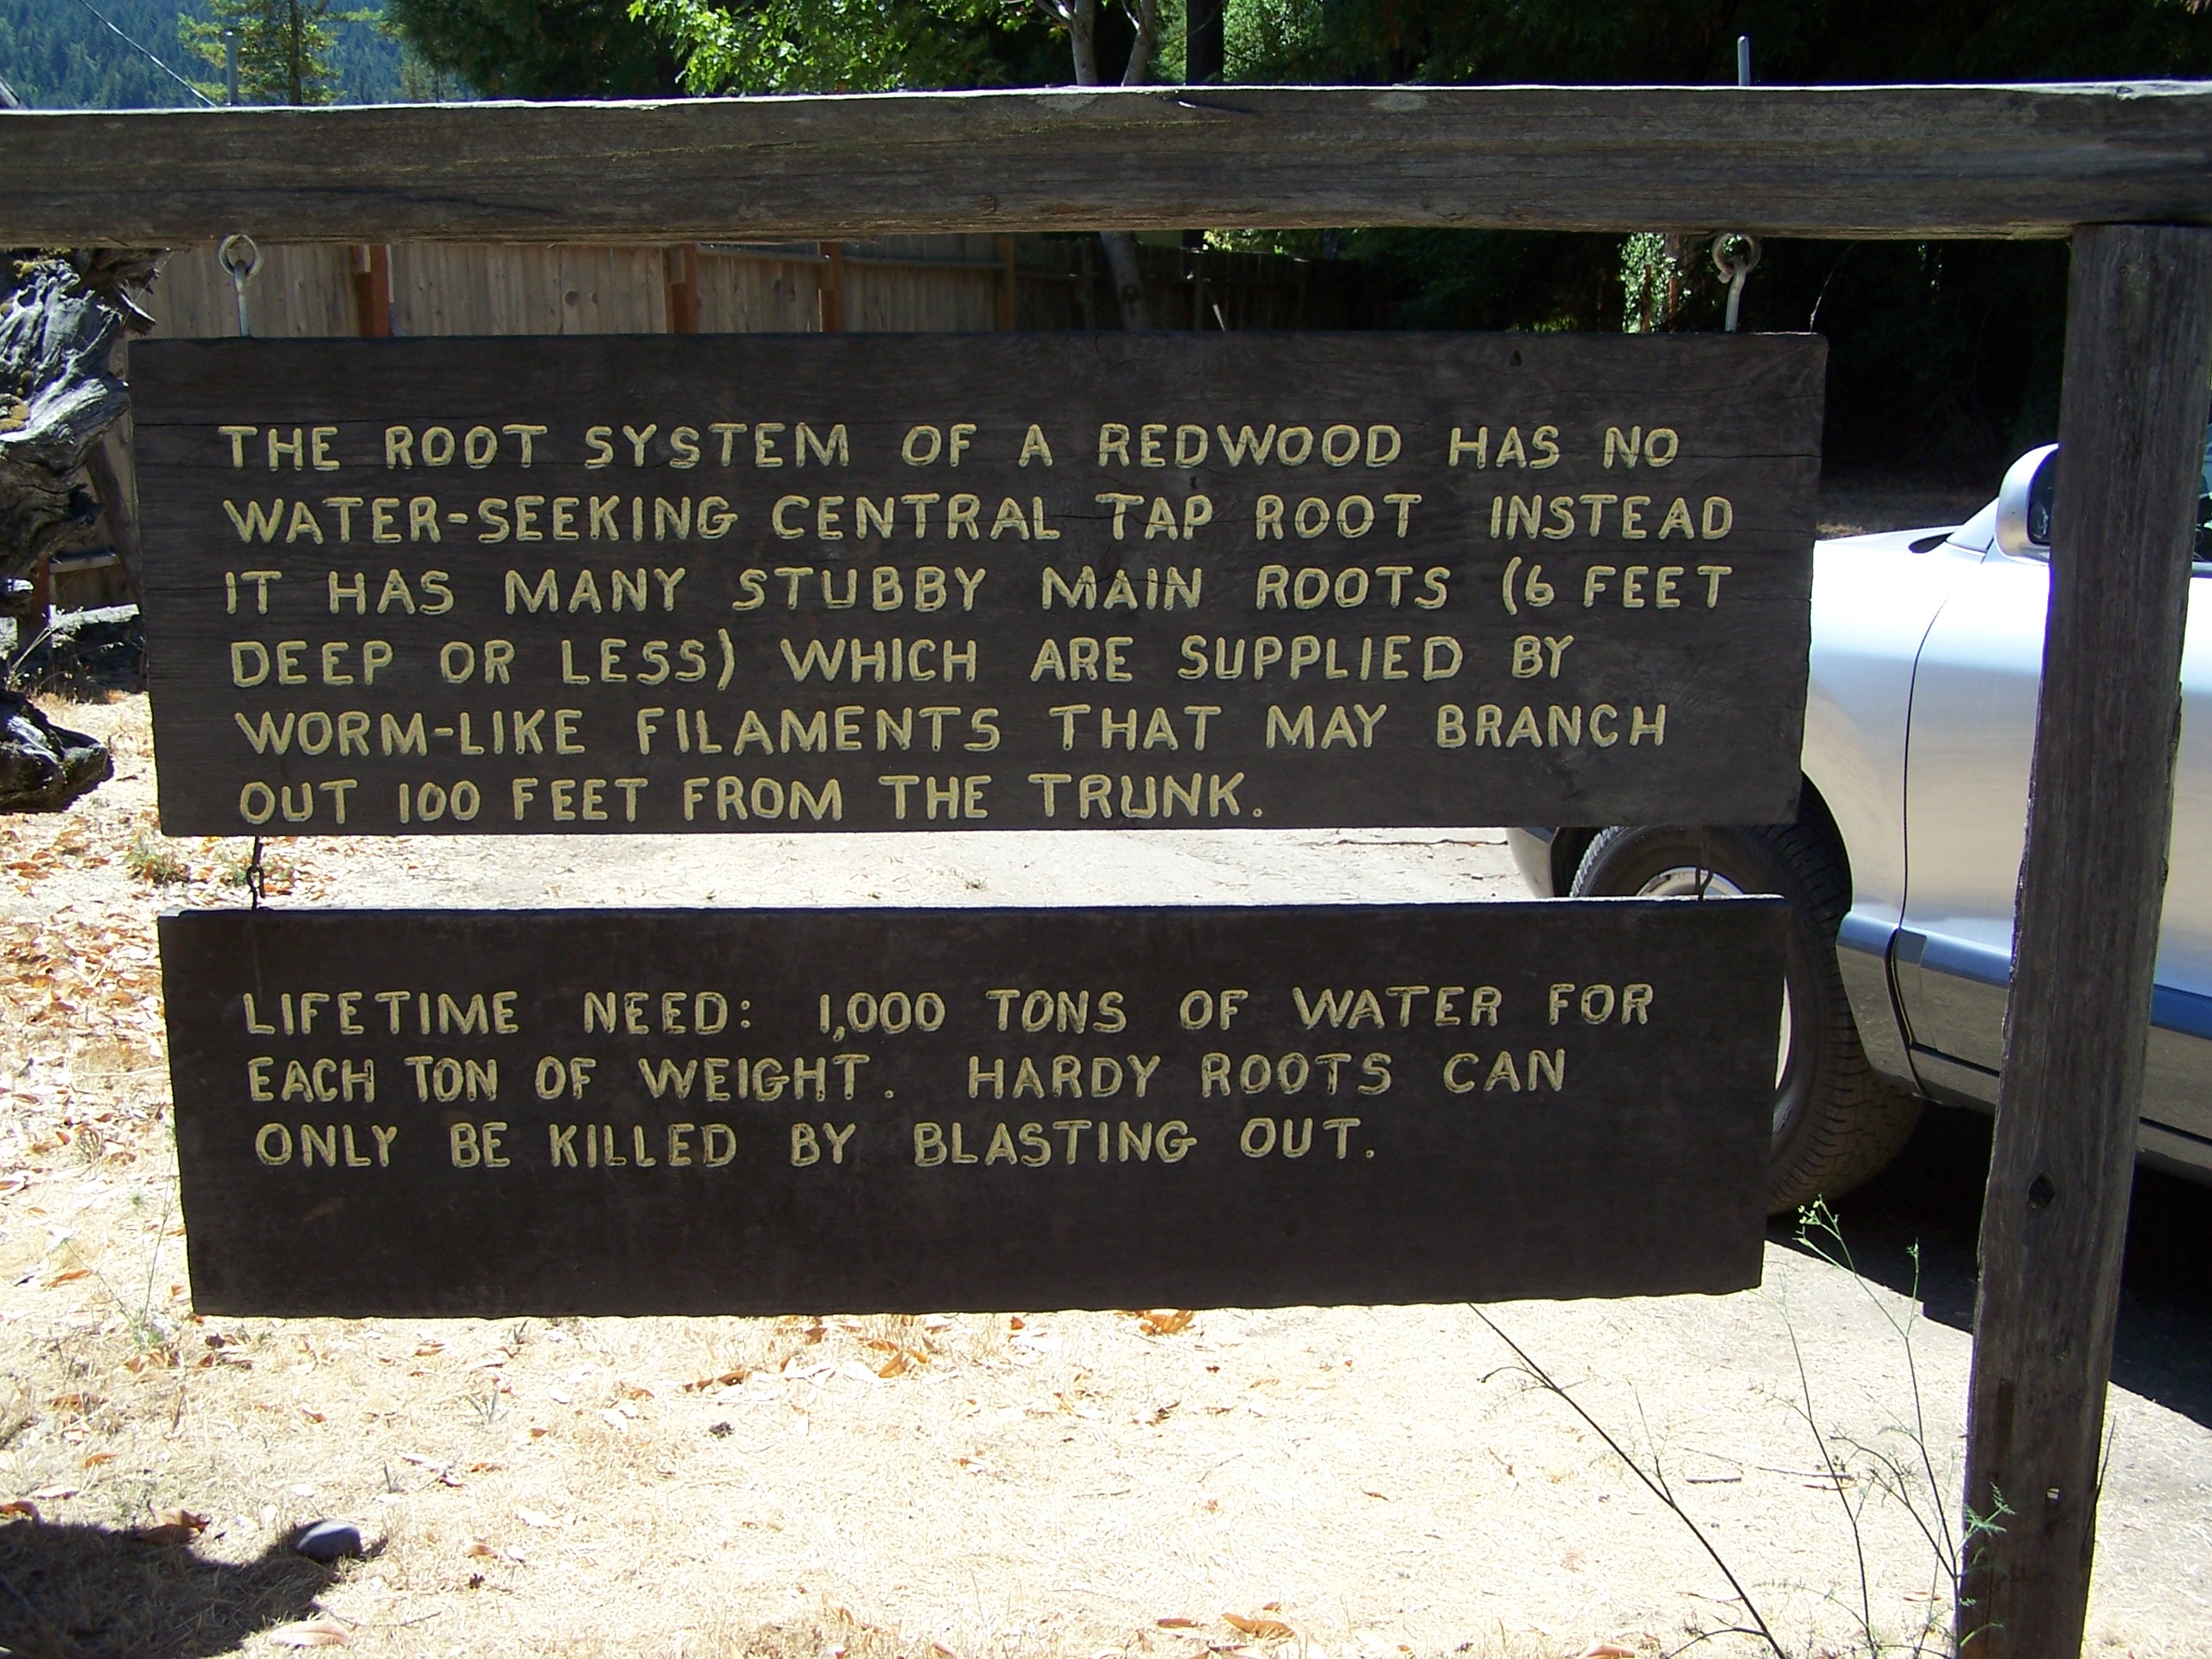 THE ROOT SYSTEM OF A REDWOOD HAS NO
WATER-SEEKING CENTRAL TAP ROOT INSTEAD
IT HAS MANY STUBBY MAIN ROOTS (6 FEET
DEEP OR LESS) WHICH ARE SUPPLIED BY
WORM-LIKE FILAMENTS THAT MAY BRANCH
OUT 100 FEET FROM THE TRUNK.
LIFETIME NEED: 1,000 TONS OF WATER FOR
EACH TON OF WEIGHT. HARDY ROOTS CAN
ONLY BE KILLED BY BLASTING OUT.